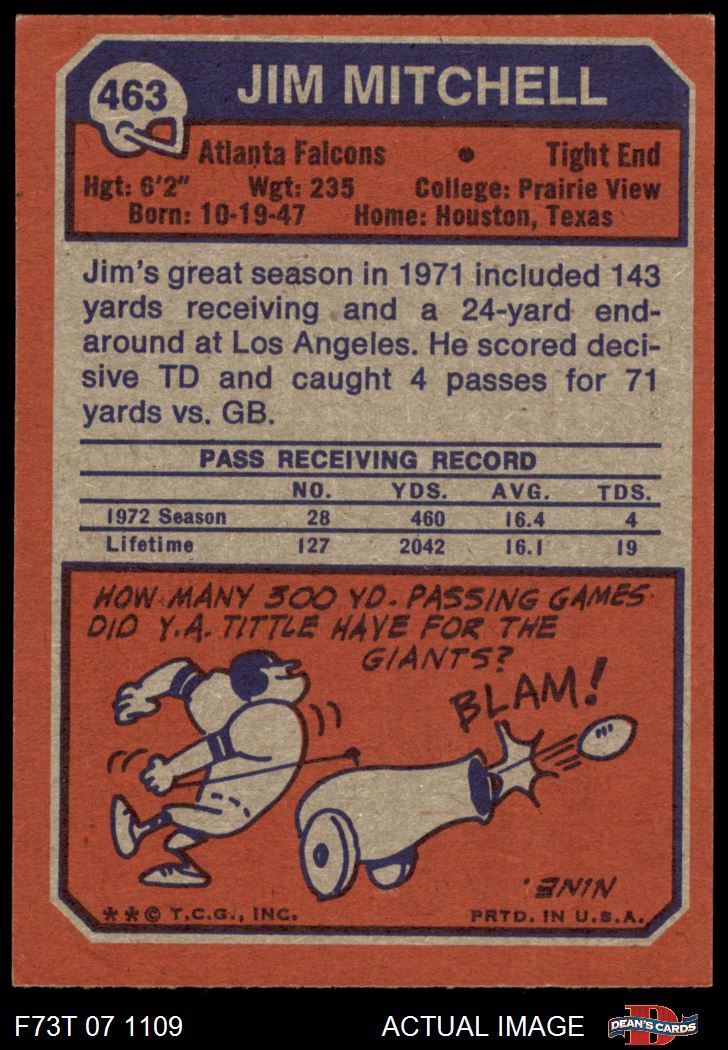 463
JIM MITCHELL
Atlanta Falcons • Tight End
Hgt: 6'2" Wgt: 235 College: Prairie View
Born: 10-19-47 Home: Houston, Texas
Jim's great season in 1971 included 143
yards receiving and a 24-yard end-
around at Los Angeles. He scored deci-
sive TD and caught 4 passes for 71
yards vs. GB.
PASS RECEIVING RECORD
NO. YDS. AVG. TDS.
1972 Season 28 460 16.4 4
Lifetime 127 2042 16.1 19
HOW MANY 300 YD. PASSING GAMES
DID Y.A. TITTLE HAVE FOR THE
GIANTS?
BLAM!
NINE.
**© T.C.G., INC. PRTD. IN U.S.A.
F73T 07 1109 ACTUAL IMAGE
D
DEAN'S CARDS